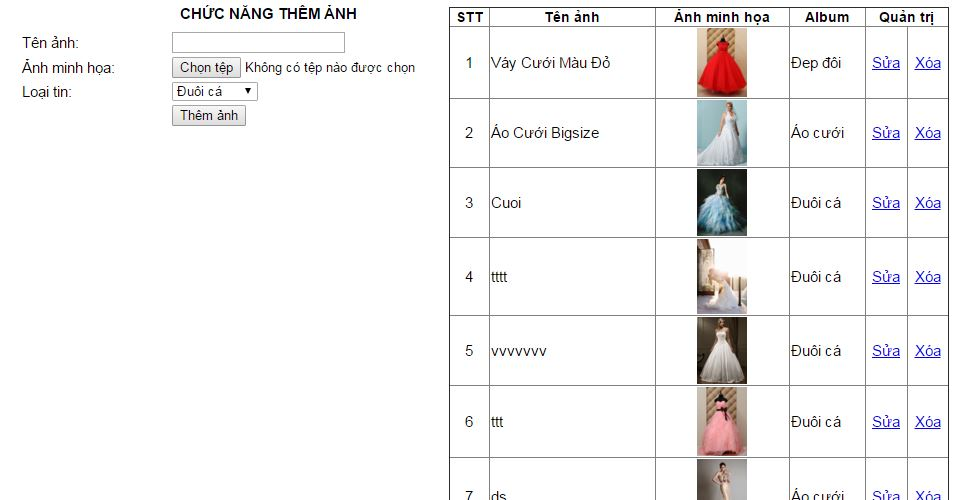 CHỨC NĂNG THÊM ẢNH
Tên ảnh:
Ảnh minh họa: Chọn tệp Không có tệp nào được chọn
Loại tin: Đuôi cá
Thêm ảnh
STT Tên ảnh Ảnh minh họa Album Quản trị
1 Váy Cưới Màu Đỏ Đep đôi Sửa Xóa
2 Áo Cưới Bigsize Áo cưới Sửa Xóa
3 Cuoi Đuôi cá Sửa Xóa
4 tttt Đuôi cá Sửa Xóa
5 vvvvvvv Đuôi cá Sửa Xóa
6 ttt Đuôi cá Sửa Xóa
7 ds Áo cưới Sửa Xóa